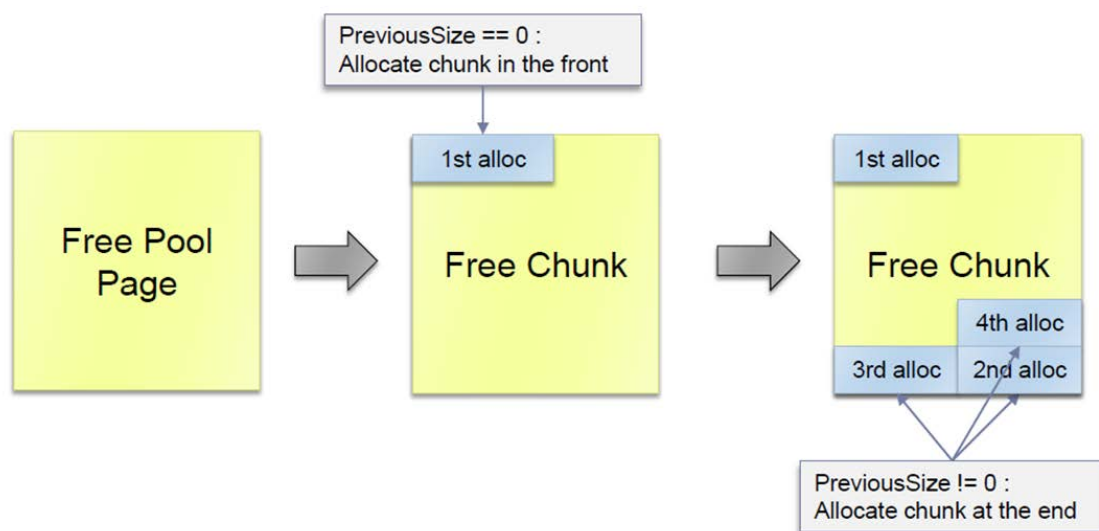 PreviousSize == 0 :
Allocate chunk in the front
Free Pool
Page
1st alloc
Free Chunk
1st alloc
Free Chunk
4th alloc
3rd alloc
2nd alloc
PreviousSize != 0 :
Allocate chunk at the end